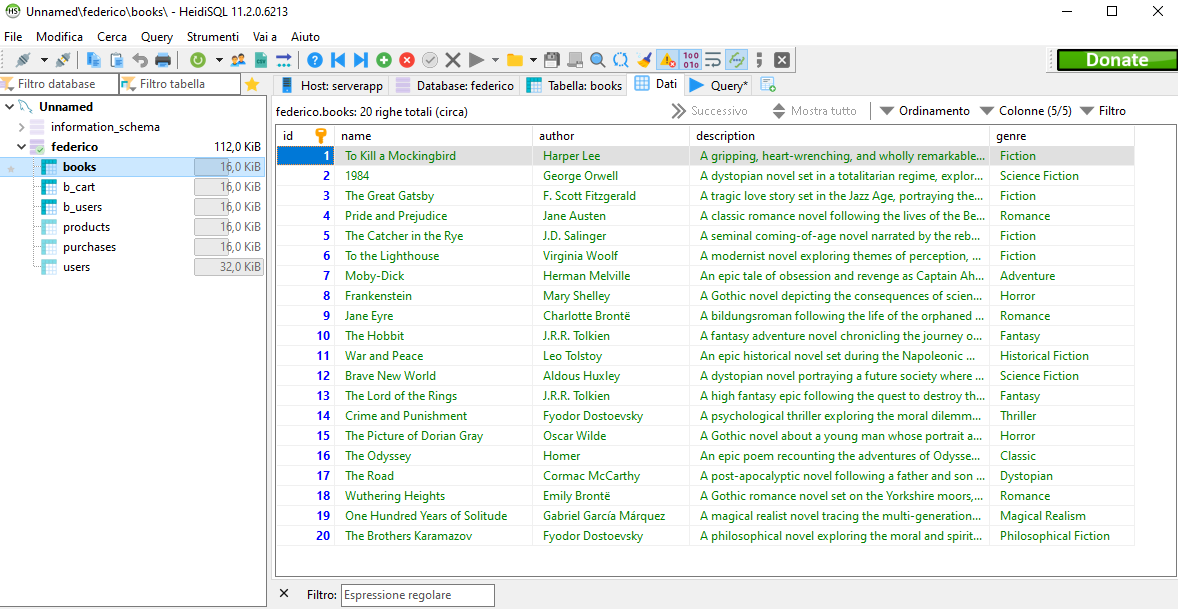 Unnamed\federico\books\ - HeidiSQL 11.2.0.6213
File Modifica Cerca Query Strumenti Vai a Aiuto
Donate
Filtro database Filtro tabella
Host: serverapp Database: federico Tabella: books Dati Query*
Unnamed
information_schema
federico 112,0 KiB
books 16,0 KiB
b_cart 16,0 KiB
b_users 16,0 KiB
products 16,0 KiB
purchases 16,0 KiB
users 32,0 KiB
federico.books: 20 righe totali (circa) Successivo Mostra tutto Ordinamento Colonne (5/5) Filtro
id name author description genre
1 To Kill a Mockingbird Harper Lee A gripping, heart-wrenching, and wholly remarkable... Fiction
2 1984 George Orwell A dystopian novel set in a totalitarian regime, explor... Science Fiction
3 The Great Gatsby F. Scott Fitzgerald A tragic love story set in the Jazz Age, portraying the... Fiction
4 Pride and Prejudice Jane Austen A classic romance novel following the lives of the Be... Romance
5 The Catcher in the Rye J.D. Salinger A seminal coming-of-age novel narrated by the reb... Fiction
6 To the Lighthouse Virginia Woolf A modernist novel exploring themes of perception, ... Fiction
7 Moby-Dick Herman Melville An epic tale of obsession and revenge as Captain Ah... Adventure
8 Frankenstein Mary Shelley A Gothic novel depicting the consequences of scien... Horror
9 Jane Eyre Charlotte Brontë A bildungsroman following the life of the orphaned ... Romance
10 The Hobbit J.R.R. Tolkien A fantasy adventure novel chronicling the journey o... Fantasy
11 War and Peace Leo Tolstoy An epic historical novel set during the Napoleonic ... Historical Fiction
12 Brave New World Aldous Huxley A dystopian novel portraying a future society where ... Science Fiction
13 The Lord of the Rings J.R.R. Tolkien A high fantasy epic following the quest to destroy th... Fantasy
14 Crime and Punishment Fyodor Dostoevsky A psychological thriller exploring the moral dilemm... Thriller
15 The Picture of Dorian Gray Oscar Wilde A Gothic novel about a young man whose portrait a... Horror
16 The Odyssey Homer An epic poem recounting the adventures of Odysse... Classic
17 The Road Cormac McCarthy A post-apocalyptic novel following a father and son ... Dystopian
18 Wuthering Heights Emily Brontë A Gothic romance novel set on the Yorkshire moors,... Romance
19 One Hundred Years of Solitude Gabriel García Márquez A magical realist novel tracing the multi-generation... Magical Realism
20 The Brothers Karamazov Fyodor Dostoevsky A philosophical novel exploring the moral and spirit... Philosophical Fiction
Filtro: Espressione regolare